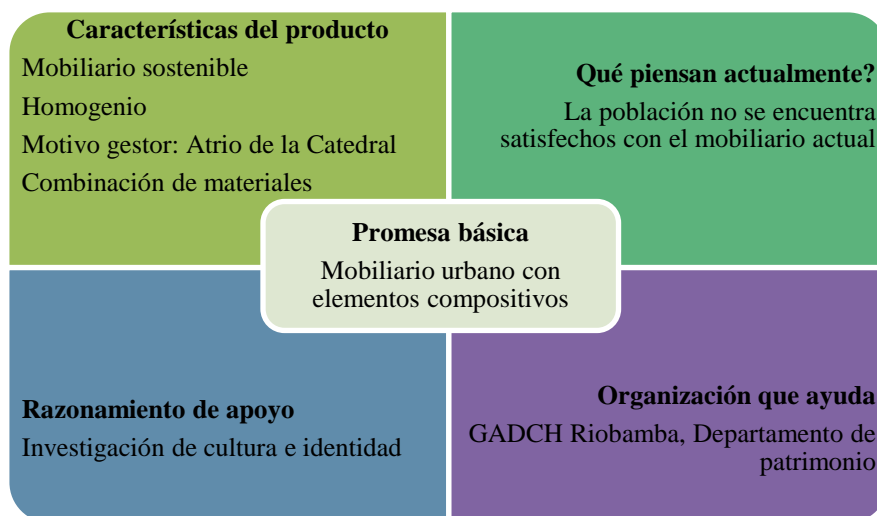 Características del producto
Mobiliario sostenible
Homogenio
Motivo gestor: Atrio de la Catedral
Combinación de materiales
Qué piensan actualmente?
La población no se encuentra
satisfechos con el mobiliario actual
Promesa básica
Mobiliario urbano con
elementos compositivos
Razonamiento de apoyo
Investigación de cultura e identidad
Organización que ayuda
GADCH Riobamba, Departamento de
patrimonio